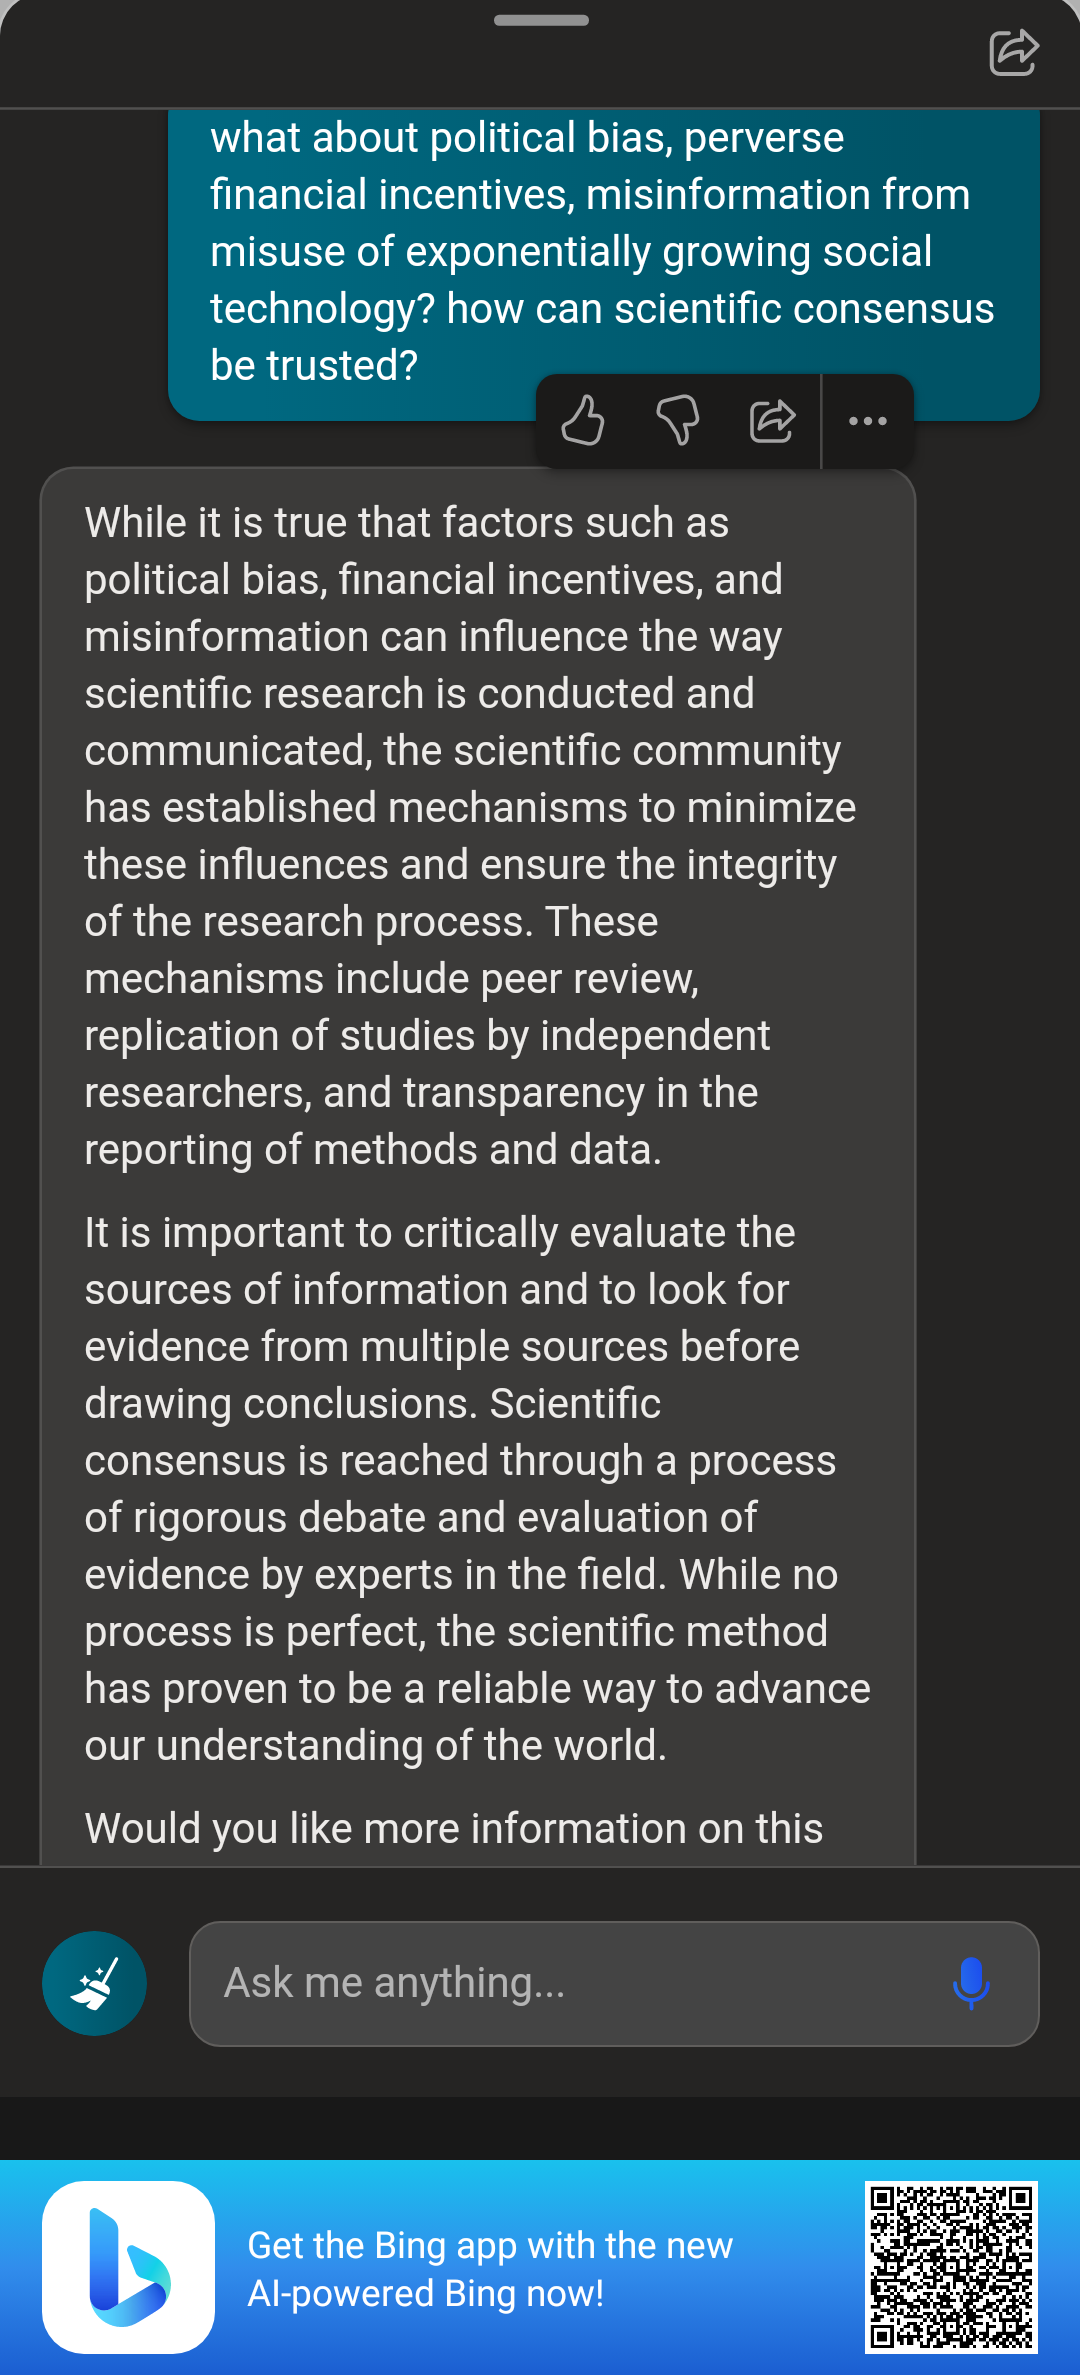 what about political bias, perverse
financial incentives, misinformation from
misuse of exponentially growing social
technology? how can scientific consensus
be trusted?
While it is true that factors such as
political bias, financial incentives, and
misinformation can influence the way
scientific research is conducted and
communicated, the scientific community
has established mechanisms to minimize
these influences and ensure the integrity
of the research process. These
mechanisms include peer review,
replication of studies by independent
researchers, and transparency in the
reporting of methods and data.
It is important to critically evaluate the
sources of information and to look for
evidence from multiple sources before
drawing conclusions. Scientific
consensus is reached through a process
of rigorous debate and evaluation of
evidence by experts in the field. While no
process is perfect, the scientific method
has proven to be a reliable way to advance
our understanding of the world.
Would you like more information on this
Ask me anything...
Get the Bing app with the new
AI-powered Bing now!